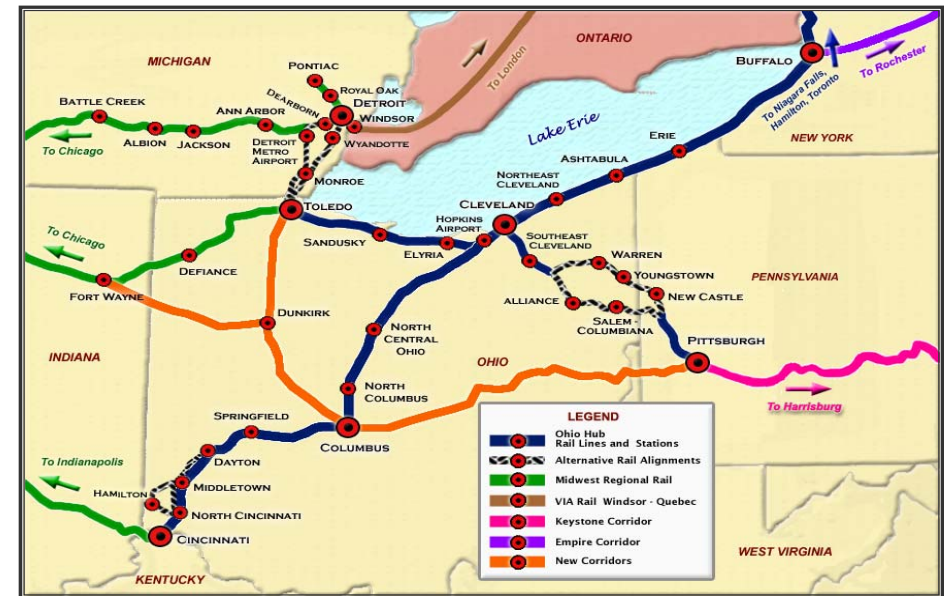 ONTARIO
MICHIGAN
BUFFALO
To Rochester
To London
To Niagara Falls,
Hamilton, Toronto
PONTIAC
ROYAL OAK
DETROIT
DEARBORN
WINDSOR
BATTLE CREEK
ANN ARBOR
ALBION
JACKSON
DETROIT
METRO
AIRPORT
WYANDOTTE
To Chicago
Lake Erie
ERIE
NEW YORK
ASHTABULA
MONROE
NORTHEAST
CLEVELAND
TOLEDO
CLEVELAND
HOPKINS
AIRPORT
SANDUSKY
ELYRIA
SOUTHEAST
CLEVELAND
To Chicago
DEFIANCE
WARREN
YOUNGSTOWN
PENNSYLVANIA
FORT WAYNE
ALLIANCE
NEW CASTLE
SALEM-
COLUMBIANA
DUNKIRK
NORTH
CENTRAL
OHIO
PITTSBURGH
INDIANA
OHIO
NORTH
COLUMBUS
To Harrisburg
SPRINGFIELD
COLUMBUS
DAYTON
To Indianapolis
MIDDLETOWN
HAMILTON
NORTH CINCINNATI
CINCINNATI
KENTUCKY
WEST VIRGINIA
LEGEND
Ohio Hub
Rail Lines and Stations
Alternative Rail Alignments
Midwest Regional Rail
VIA Rail Windsor - Quebec
Keystone Corridor
Empire Corridor
New Corridors